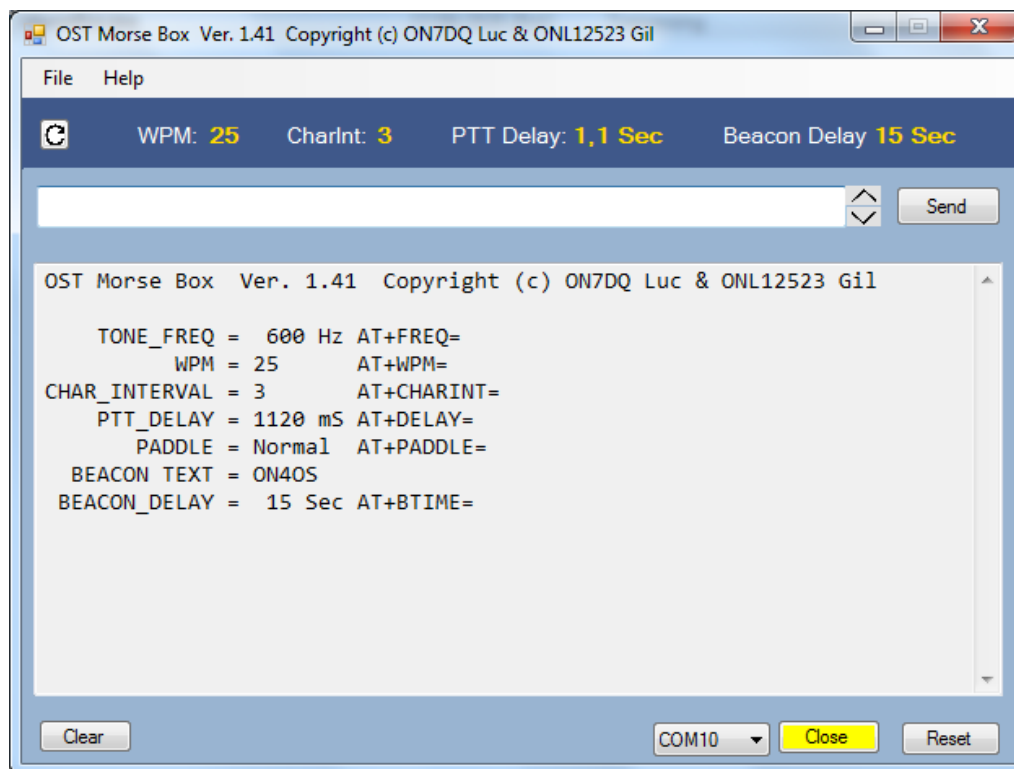 OST Morse Box  Ver. 1.41  Copyright (c) ON7DQ Luc & ONL12523 Gil
File  Help
WPM: 25  CharInt: 3  PTT Delay: 1,1 Sec  Beacon Delay 15 Sec
Send
OST Morse Box  Ver. 1.41  Copyright (c) ON7DQ Luc & ONL12523 Gil
TONE_FREQ =  600 Hz AT+FREQ=
WPM = 25      AT+WPM=
CHAR_INTERVAL = 3       AT+CHARINT=
PTT_DELAY = 1120 mS AT+DELAY=
PADDLE = Normal  AT+PADDLE=
BEACON TEXT = ON4OS
BEACON_DELAY =  15 Sec AT+BTIME=
Clear  COM10  Close  Reset